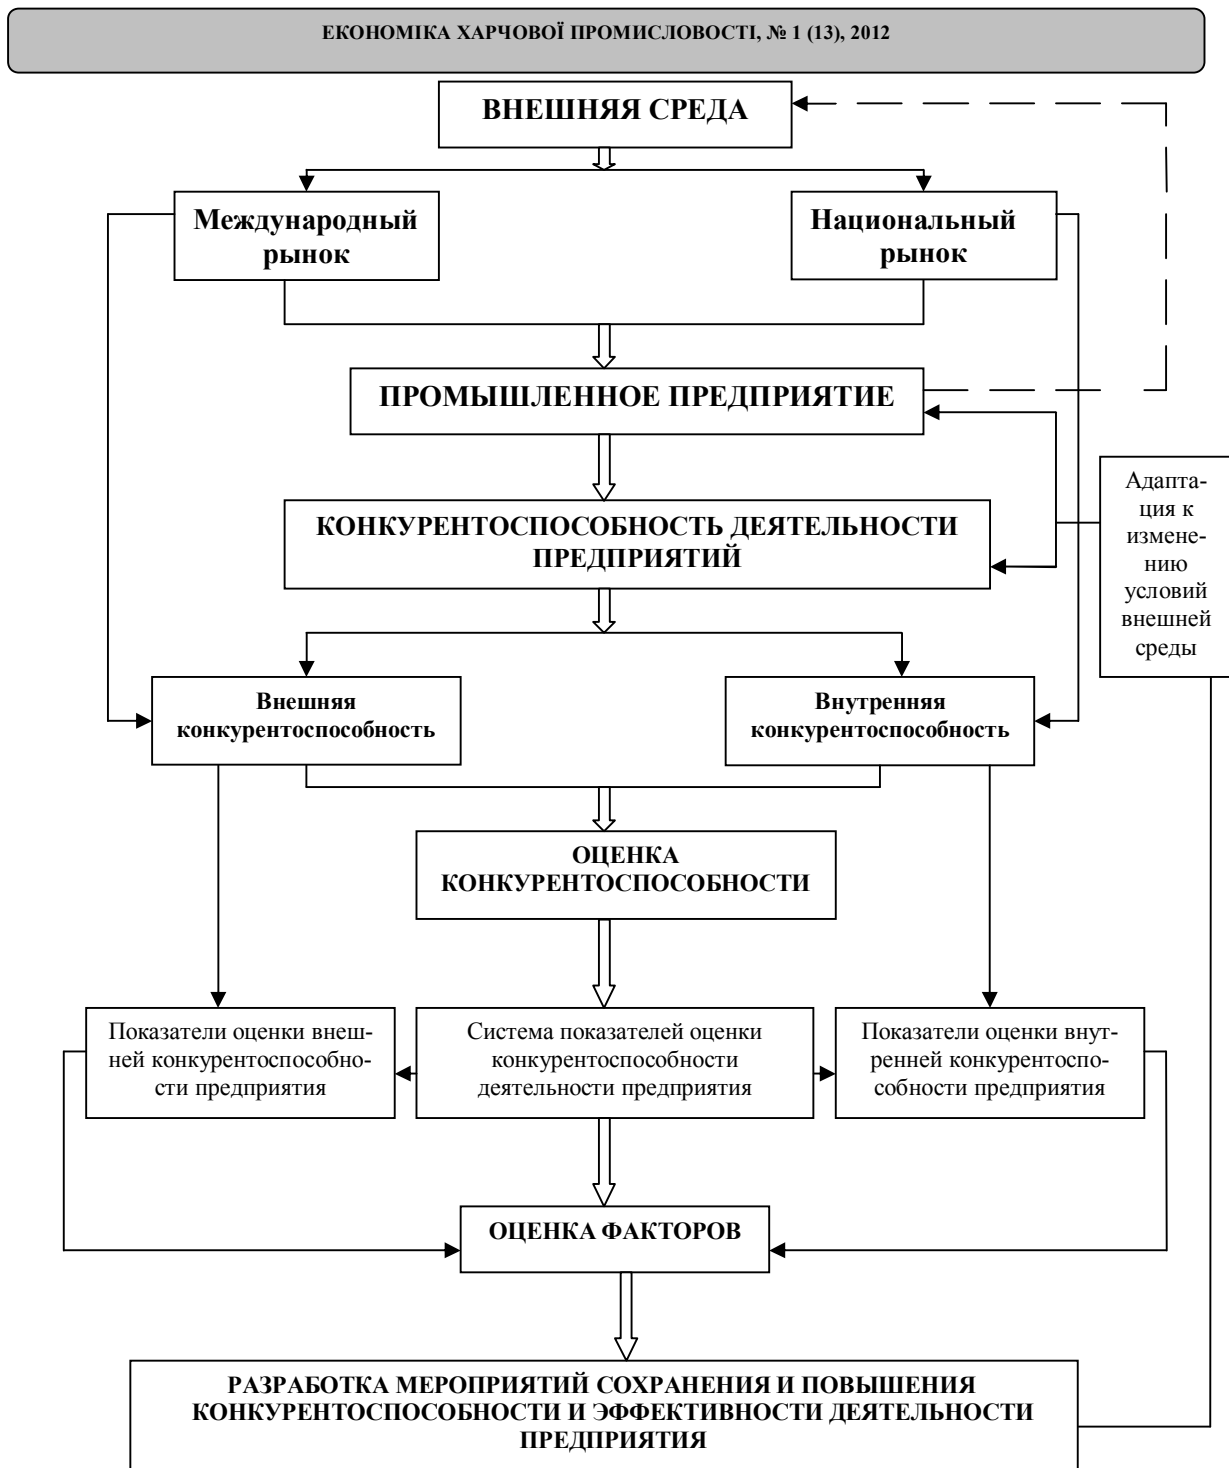 ЕКОНОМІКА ХАРЧОВОЇ ПРОМИСЛОВОСТІ, № 1 (13), 2012
ВНЕШНЯЯ СРЕДА
Международный
рынок
Национальный
рынок
ПРОМЫШЛЕННОЕ ПРЕДПРИЯТИЕ
КОНКУРЕНТОСПОСОБНОСТЬ ДЕЯТЕЛЬНОСТИ
ПРЕДПРИЯТИЙ
Адапта-
ция к
измене-
нию
условий
внешней
среды
Внешняя
конкурентоспособность
Внутренняя
конкурентоспособность
ОЦЕНКА
КОНКУРЕНТОСПОСОБНОСТИ
Показатели оценки внеш-
ней конкурентоспособно-
сти предприятия
Система показателей оценки
конкурентоспособности
деятельности предприятия
Показатели оценки внут-
ренней конкурентоспо-
собности предприятия
ОЦЕНКА ФАКТОРОВ
РАЗРАБОТКА МЕРОПРИЯТИЙ СОХРАНЕНИЯ И ПОВЫШЕНИЯ
КОНКУРЕНТОСПОСОБНОСТИ И ЭФФЕКТИВНОСТИ ДЕЯТЕЛЬНОСТИ
ПРЕДПРИЯТИЯ